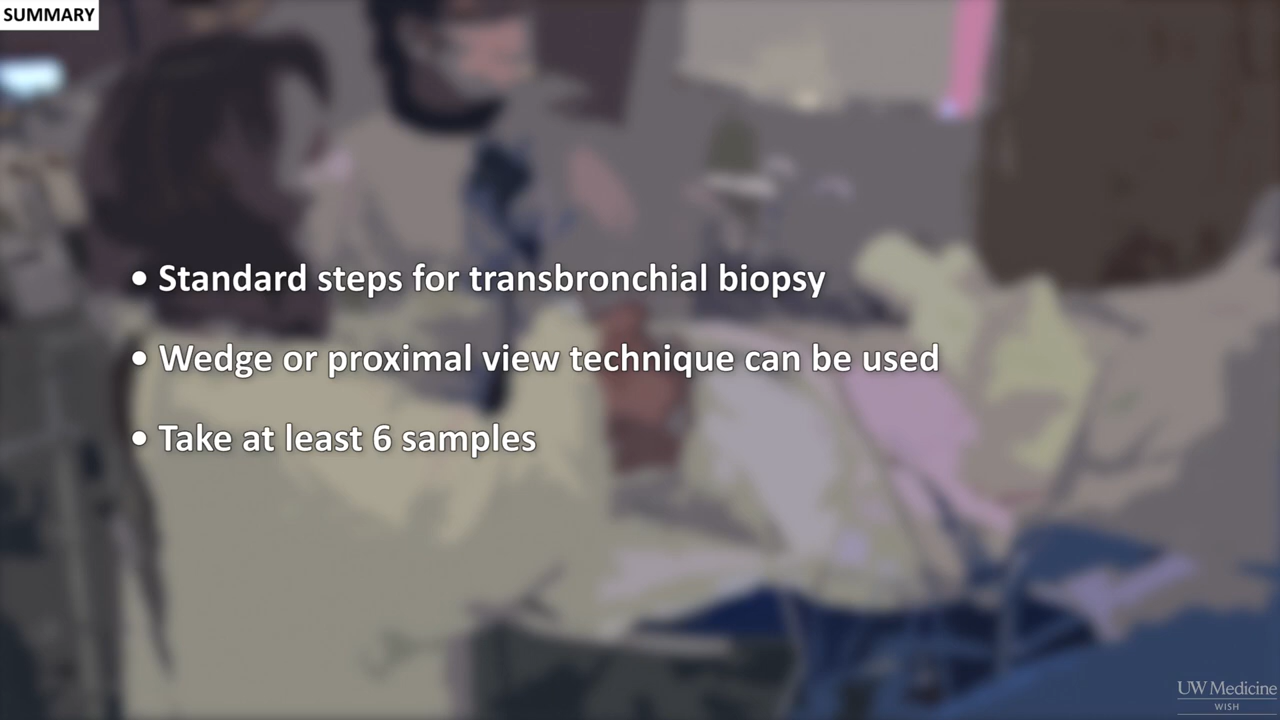 SUMMARY
• Standard steps for transbronchial biopsy
• Wedge or proximal view technique can be used
• Take at least 6 samples
UW Medicine
WISH